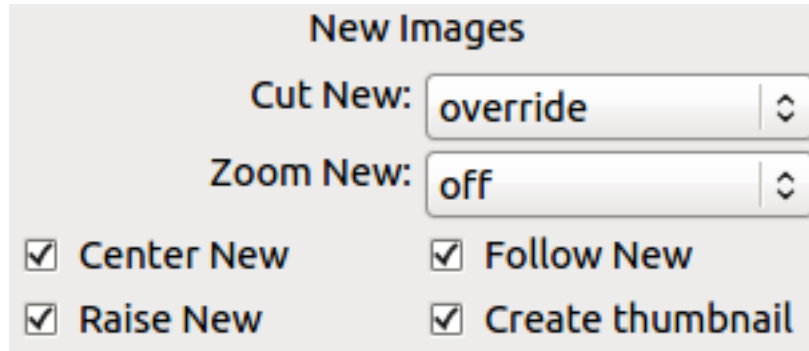 New Images
Cut New: override
Zoom New: off
Center New Follow New
Raise New Create thumbnail